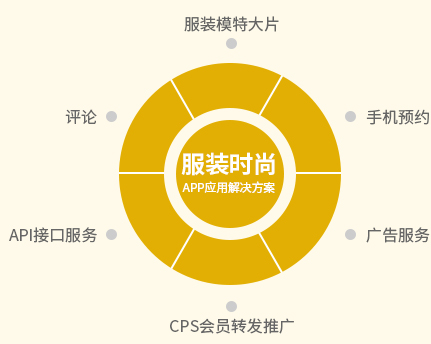 服装模特大片
评论
手机预约
服装时尚
APP应用解决方案
API接口服务
广告服务
CPS会员转发推广